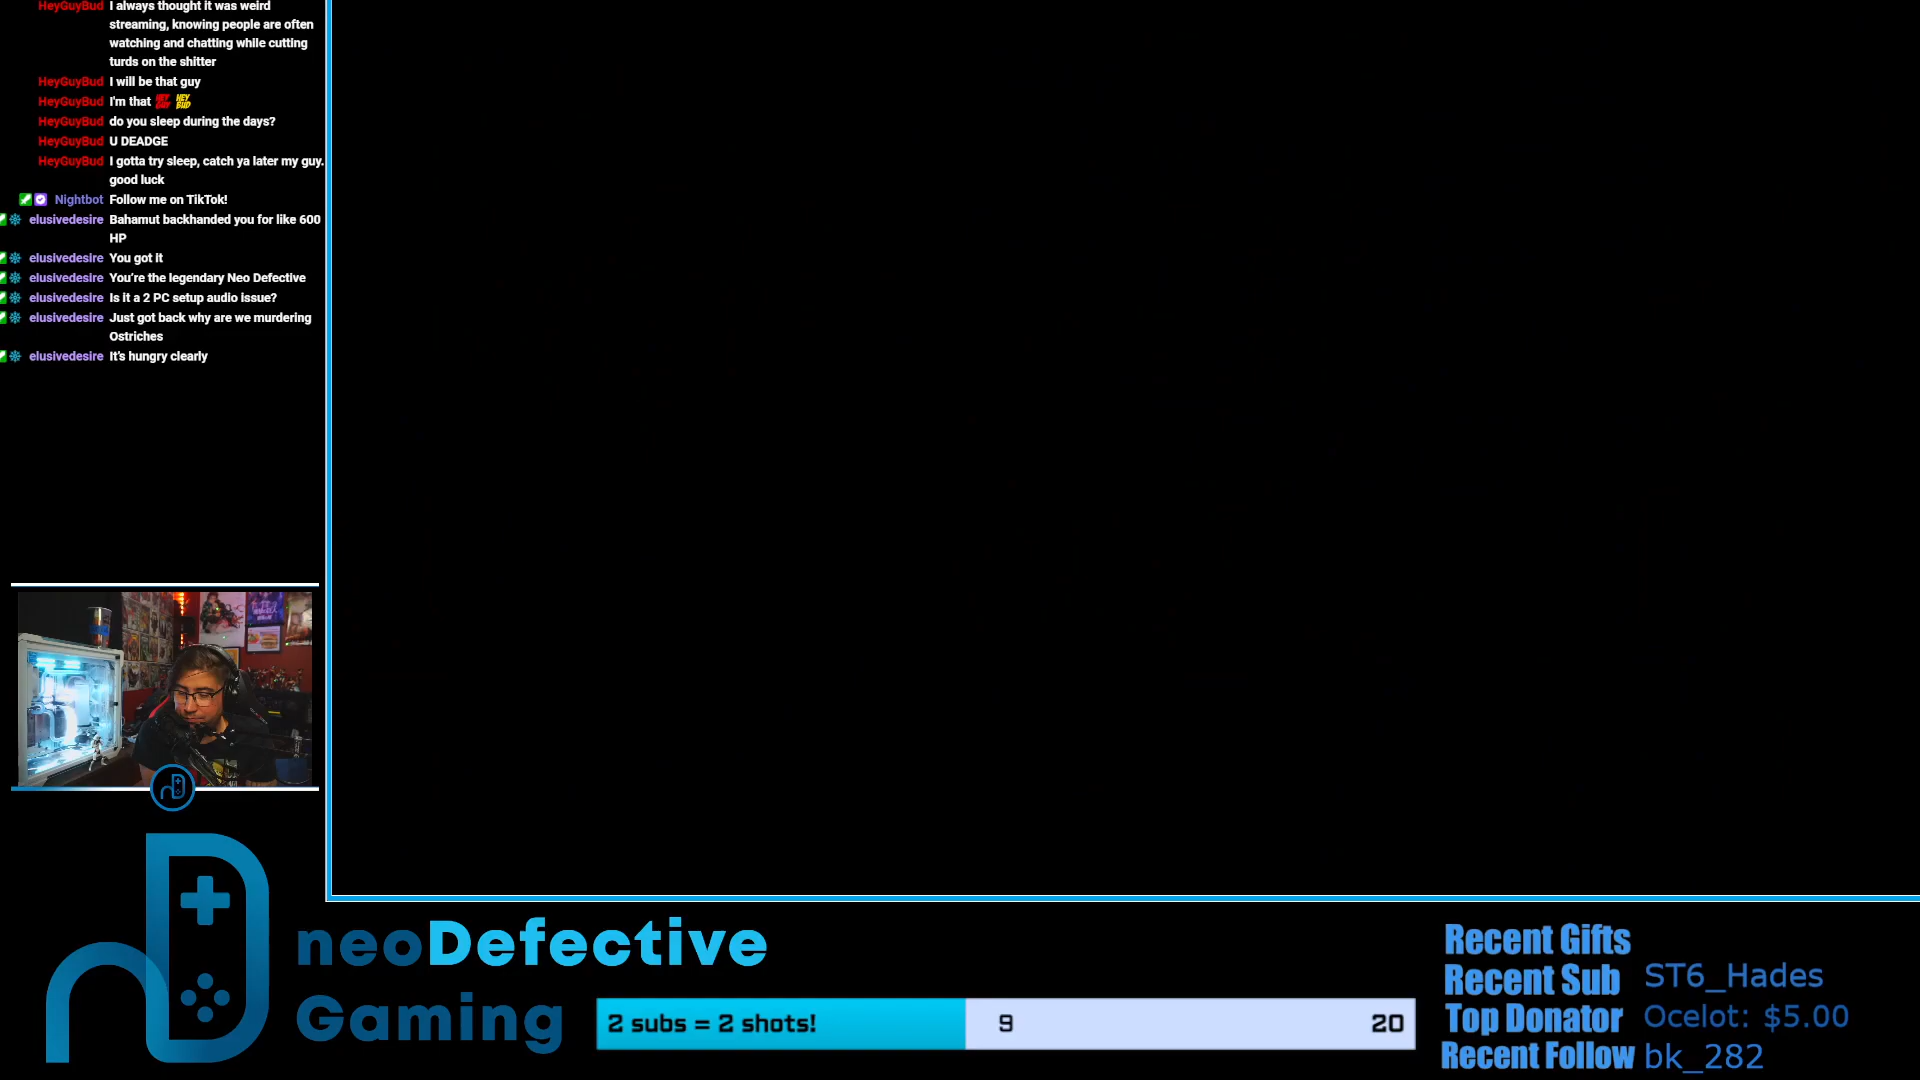 HeyGuyBud I always thought it was weird
streaming, knowing people are often
watching and chatting while cutting
turds on the shitter
HeyGuyBud I will be that guy
HeyGuyBud I'm that HEY GUY HEY BUD
HeyGuyBud do you sleep during the days?
HeyGuyBud U DEADGE
HeyGuyBud I gotta try sleep, catch ya later my guy.
good luck
Nightbot Follow me on TikTok!
elusivedesire Bahamut backhanded you for like 600
HP
elusivedesire You got it
elusivedesire You're the legendary Neo Defective
elusivedesire Is it a 2 PC setup audio issue?
elusivedesire Just got back why are we murdering
Ostriches
elusivedesire It's hungry clearly
neoDefective
Gaming
2 subs = 2 shots! 9 20
Recent Gifts
Recent Sub ST6_Hades
Top Donator Ocelot: $5.00
Recent Follow bk_282